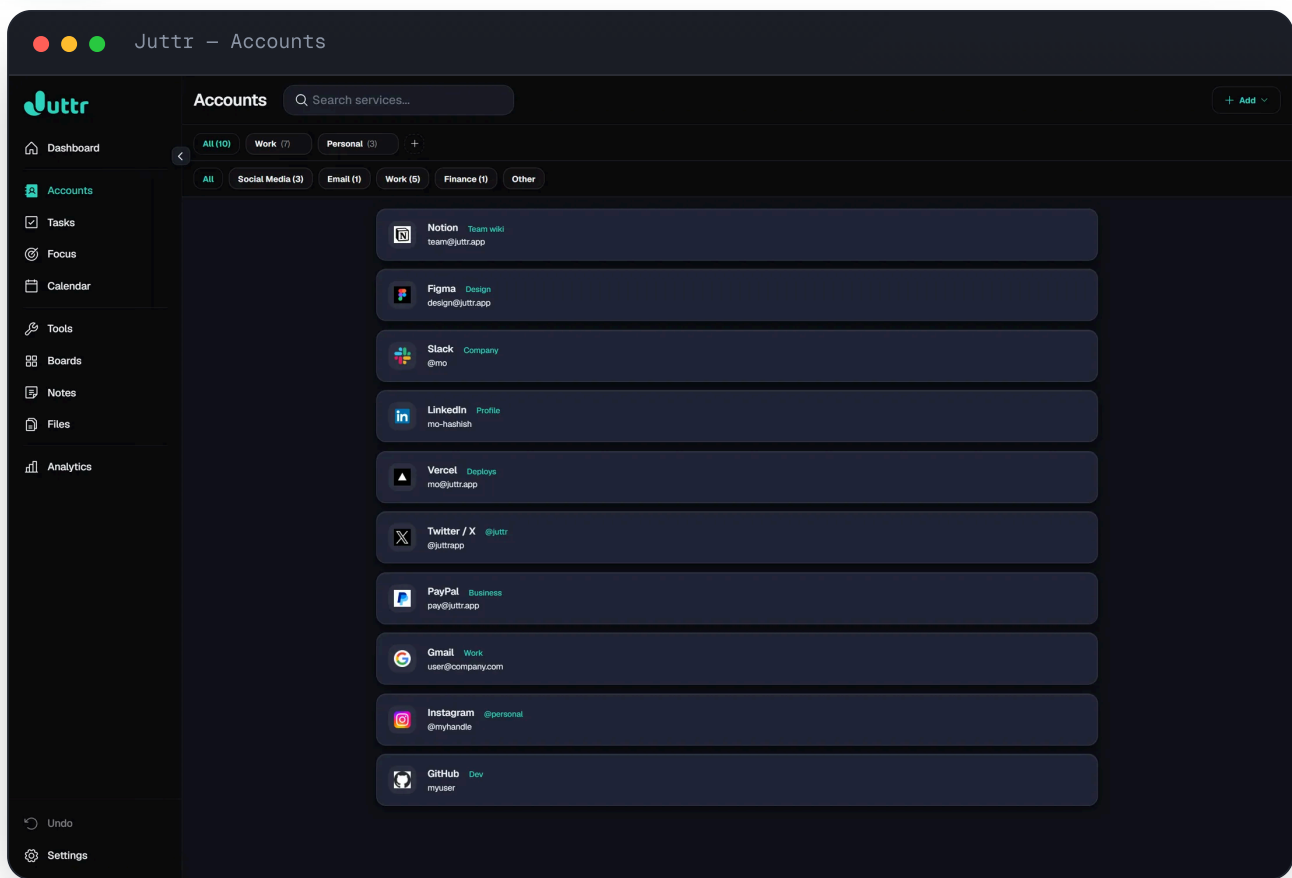 Juttr — Accounts
Juttr
Accounts
Search services...
+ Add
Dashboard
All (10)
Work (7)
Personal (3)
+
All
Social Media (3)
Email (1)
Work (5)
Finance (1)
Other
Accounts
Tasks
Focus
Calendar
Tools
Boards
Notes
Files
Analytics
Undo
Settings
Notion Team wiki
team@juttr.app
Figma Design
design@juttr.app
Slack Company
@mo
LinkedIn Profile
mo-hashish
Vercel Deploys
mo@juttr.app
Twitter / X @juttr
@juttrapp
PayPal Business
pay@juttr.app
Gmail Work
user@company.com
Instagram @personal
@myhandle
GitHub Dev
myuser